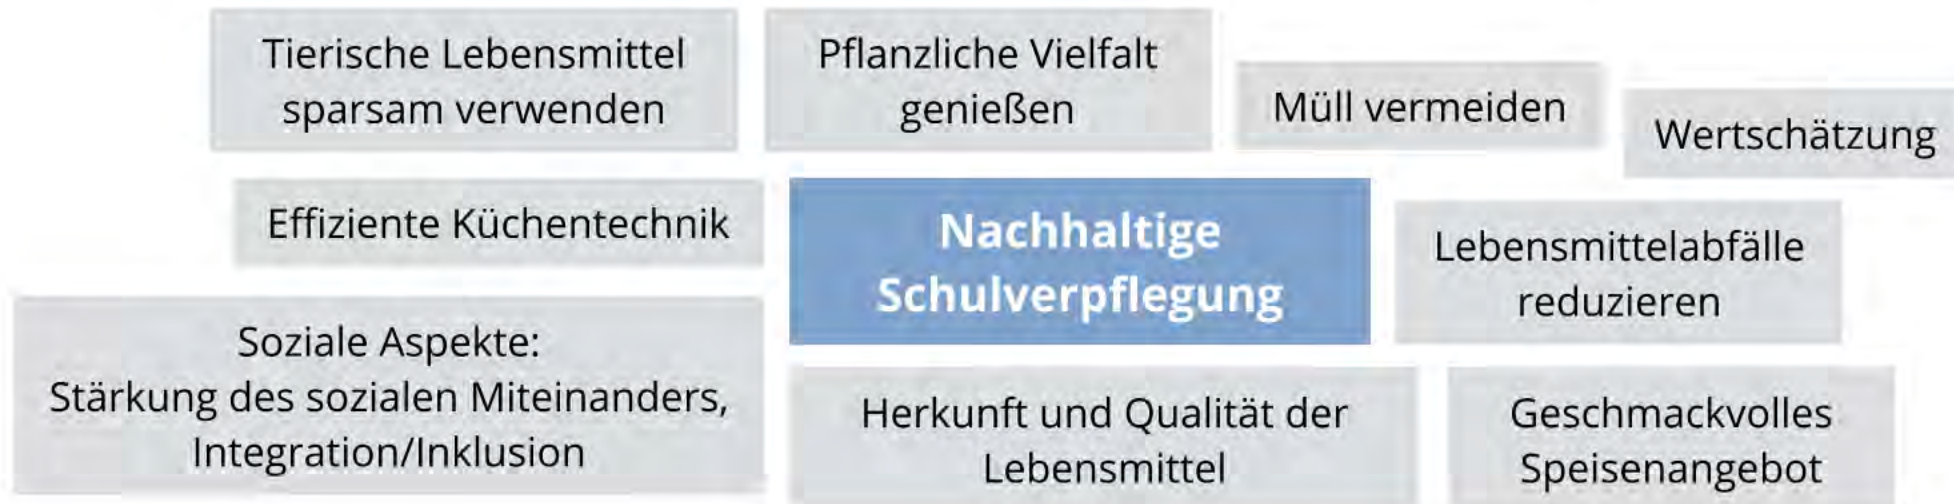 Tierische Lebensmittel
sparsam verwenden
Pflanzliche Vielfalt
genießen
Müll vermeiden
Wertschätzung
Effiziente Küchentechnik
Nachhaltige
Schulverpflegung
Lebensmittelabfälle
reduzieren
Soziale Aspekte:
Stärkung des sozialen Miteinanders,
Integration/Inklusion
Herkunft und Qualität der
Lebensmittel
Geschmackvolles
Speisenangebot